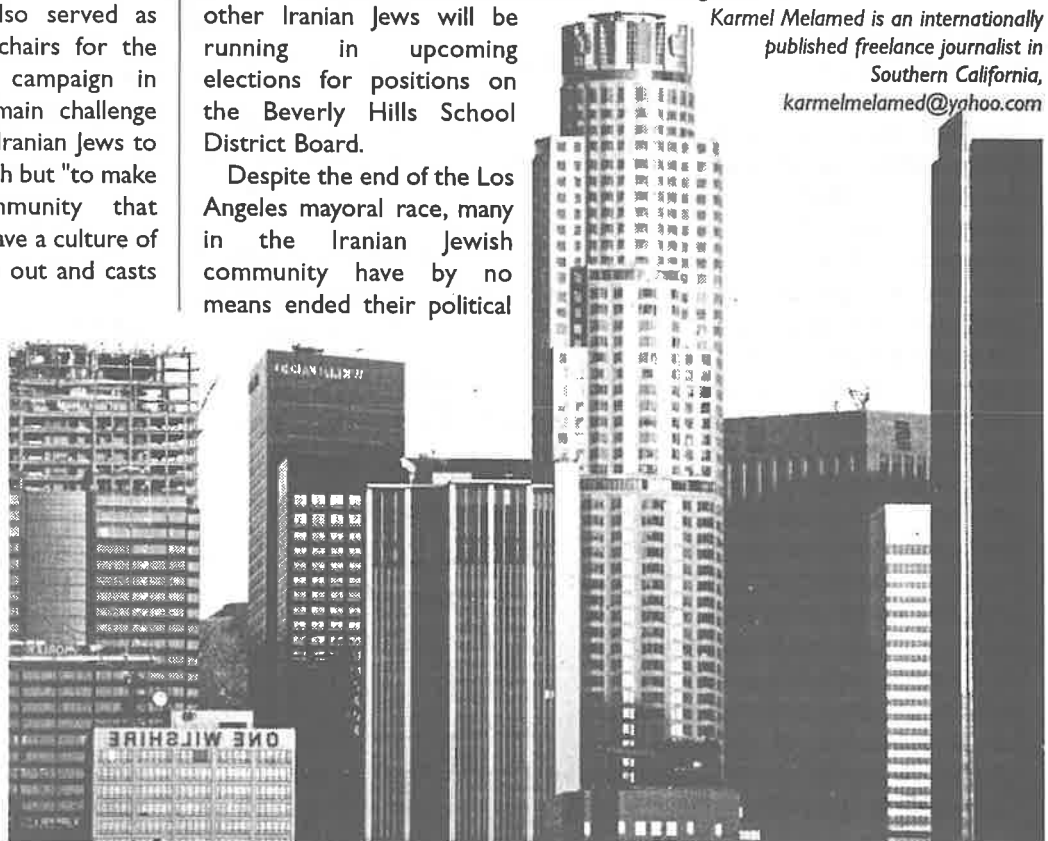 lso served as
chairs for the
campaign in
main challenge
Iranian Jews to
h but "to make
mmunity that
ave a culture of
out and casts
other Iranian Jews will be
running in upcoming
elections for positions on
the Beverly Hills School
District Board.
Despite the end of the Los
Angeles mayoral race, many
in the Iranian Jewish
community have by no
means ended their political
Karmel Melamed is an internationally
published freelance journalist in
Southern California,
karmelmelamed@yahoo.com
ONE WILSHIRE